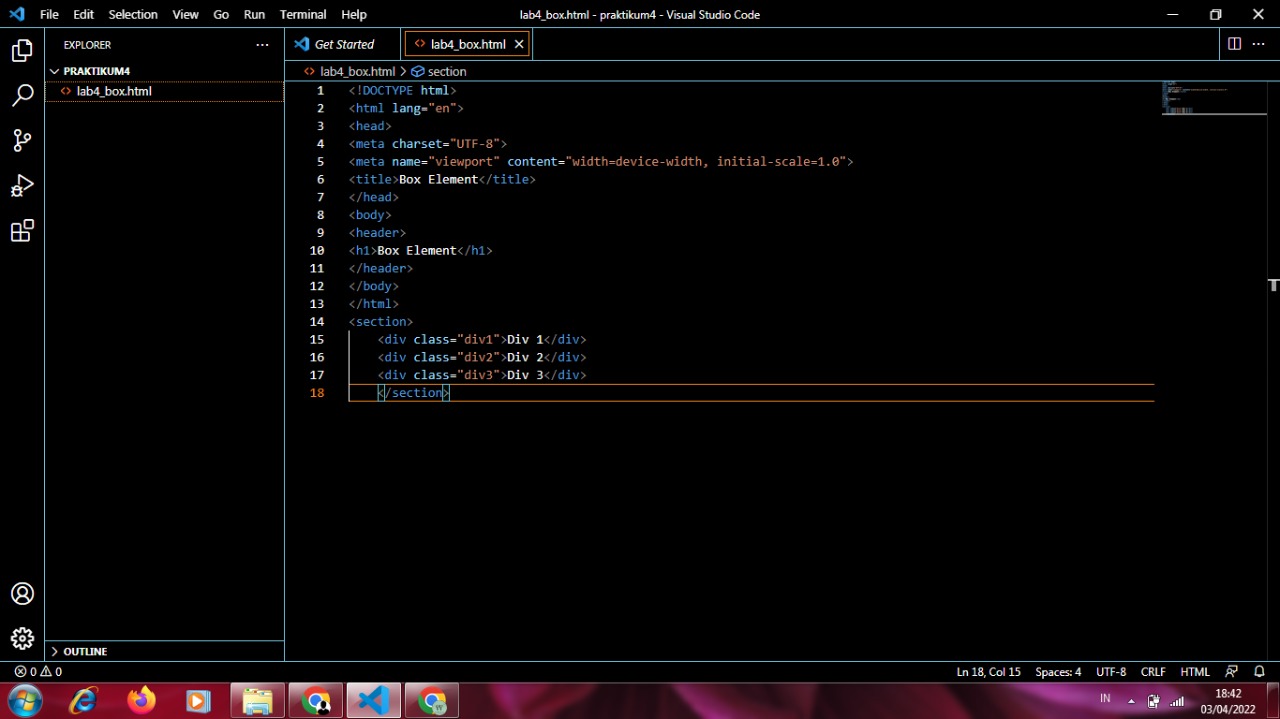 File Edit Selection View Go Run Terminal Help lab4_box.html - praktikum4 - Visual Studio Code
EXPLORER
PRAKTIKUM4
lab4_box.html
OUTLINE
Get Started lab4_box.html
lab4_box.html > section
1 <!DOCTYPE html>
2 <html lang="en">
3 <head>
4 <meta charset="UTF-8">
5 <meta name="viewport" content="width=device-width, initial-scale=1.0">
6 <title>Box Element</title>
7 </head>
8 <body>
9 <header>
10 <h1>Box Element</h1>
11 </header>
12 </body>
13 </html>
14 <section>
15     <div class="div1">Div 1</div>
16     <div class="div2">Div 2</div>
17     <div class="div3">Div 3</div>
18     </section>
0 0 Ln 18, Col 15 Spaces: 4 UTF-8 CRLF HTML
IN 18:42
03/04/2022